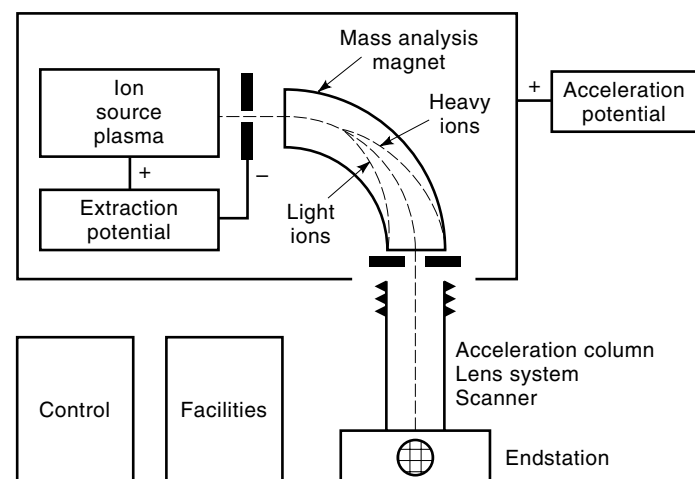 Mass analysis
magnet
Ion
source
plasma
Heavy
ions
+
Acceleration
potential
+
−
Extraction
potential
Light
ions
Acceleration column
Lens system
Scanner
Control
Facilities
Endstation